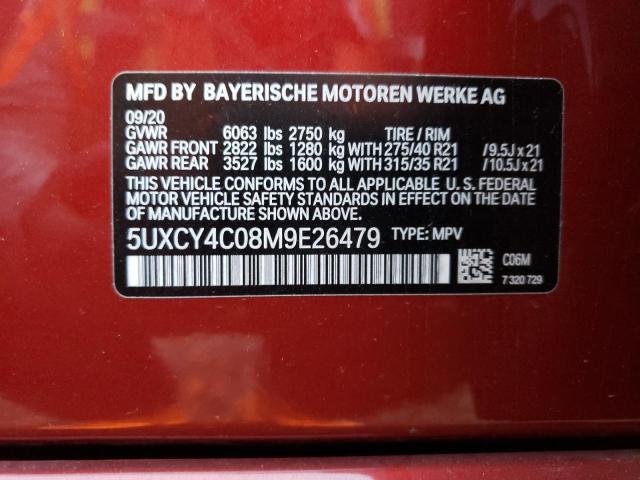 MFD BY BAYERISCHE MOTOREN WERKE AG
09/20
GVWR 6063 lbs 2750 kg TIRE / RIM
GAWR FRONT 2822 lbs 1280 kg WITH 275/40 R21 /9.5J x 21
GAWR REAR 3527 lbs 1600 kg WITH 315/35 R21 /10.5J x 21
THIS VEHICLE CONFORMS TO ALL APPLICABLE U. S. FEDERAL
MOTOR VEHICLE SAFETY STANDARDS IN EFFECT ON THE
DATE OF MANUFACTURE SHOWN ABOVE.
5UXCY4C08M9E26479 TYPE: MPV
C06M
7 320 729